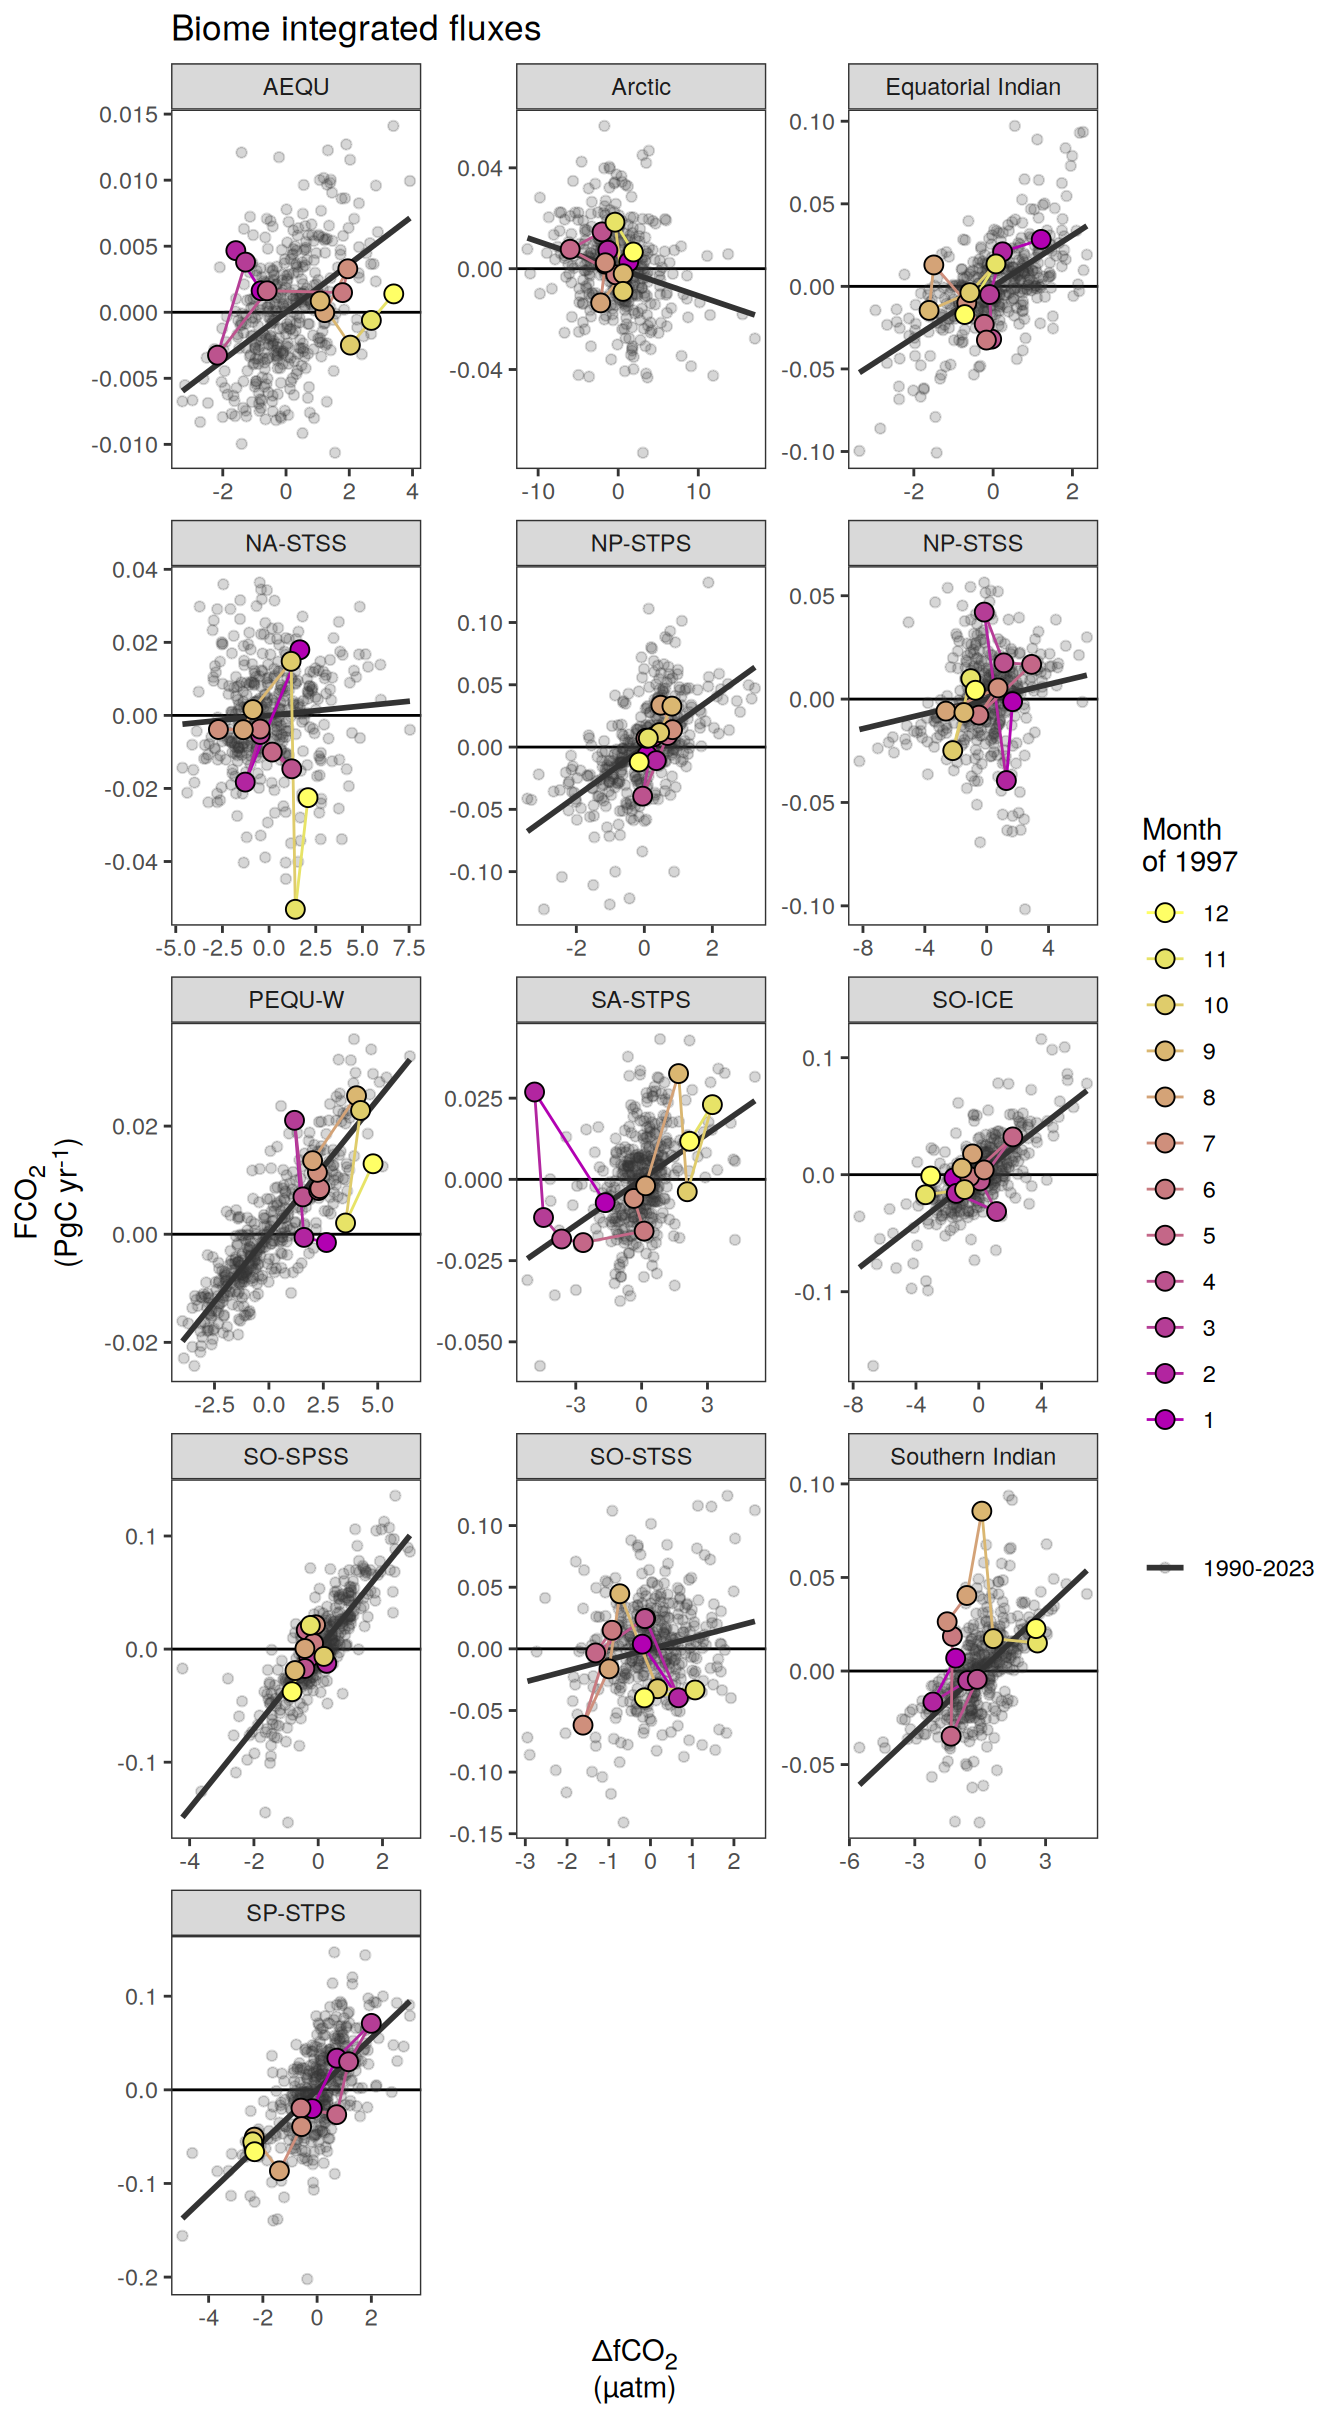 Biome integrated fluxes
AEQU Arctic Equatorial Indian
0.015 0.010 0.005 0.000 -0.005 -0.010
0.04 0.00 -0.04
0.10 0.05 0.00 -0.05 -0.10
-2 0 2 4
-10 0 10
-2 0 2
NA-STSS NP-STPS NP-STSS
0.04 0.02 0.00 -0.02 -0.04
0.10 0.05 0.00 -0.05 -0.10
0.05 0.00 -0.05 -0.10
-5.0 -2.5 0.0 2.5 5.0 7.5
-2 0 2
-8 -4 0 4
PEQU-W SA-STPS SO-ICE
0.02 0.00 -0.02
0.025 0.000 -0.025 -0.050
0.1 0.0 -0.1
-2.5 0.0 2.5 5.0
-3 0 3
-8 -4 0 4
SO-SPSS SO-STSS Southern Indian
0.1 0.0 -0.1
0.10 0.05 0.00 -0.05 -0.10 -0.15
0.10 0.05 0.00 -0.05
-4 -2 0 2
-3 -2 -1 0 1 2
-6 -3 0 3
SP-STPS
0.1 0.0 -0.1 -0.2
-4 -2 0 2
FCO2
(PgC yr-1)
ΔfCO2
(µatm)
Month
of 1997
12
11
10
9
8
7
6
5
4
3
2
1
1990-2023